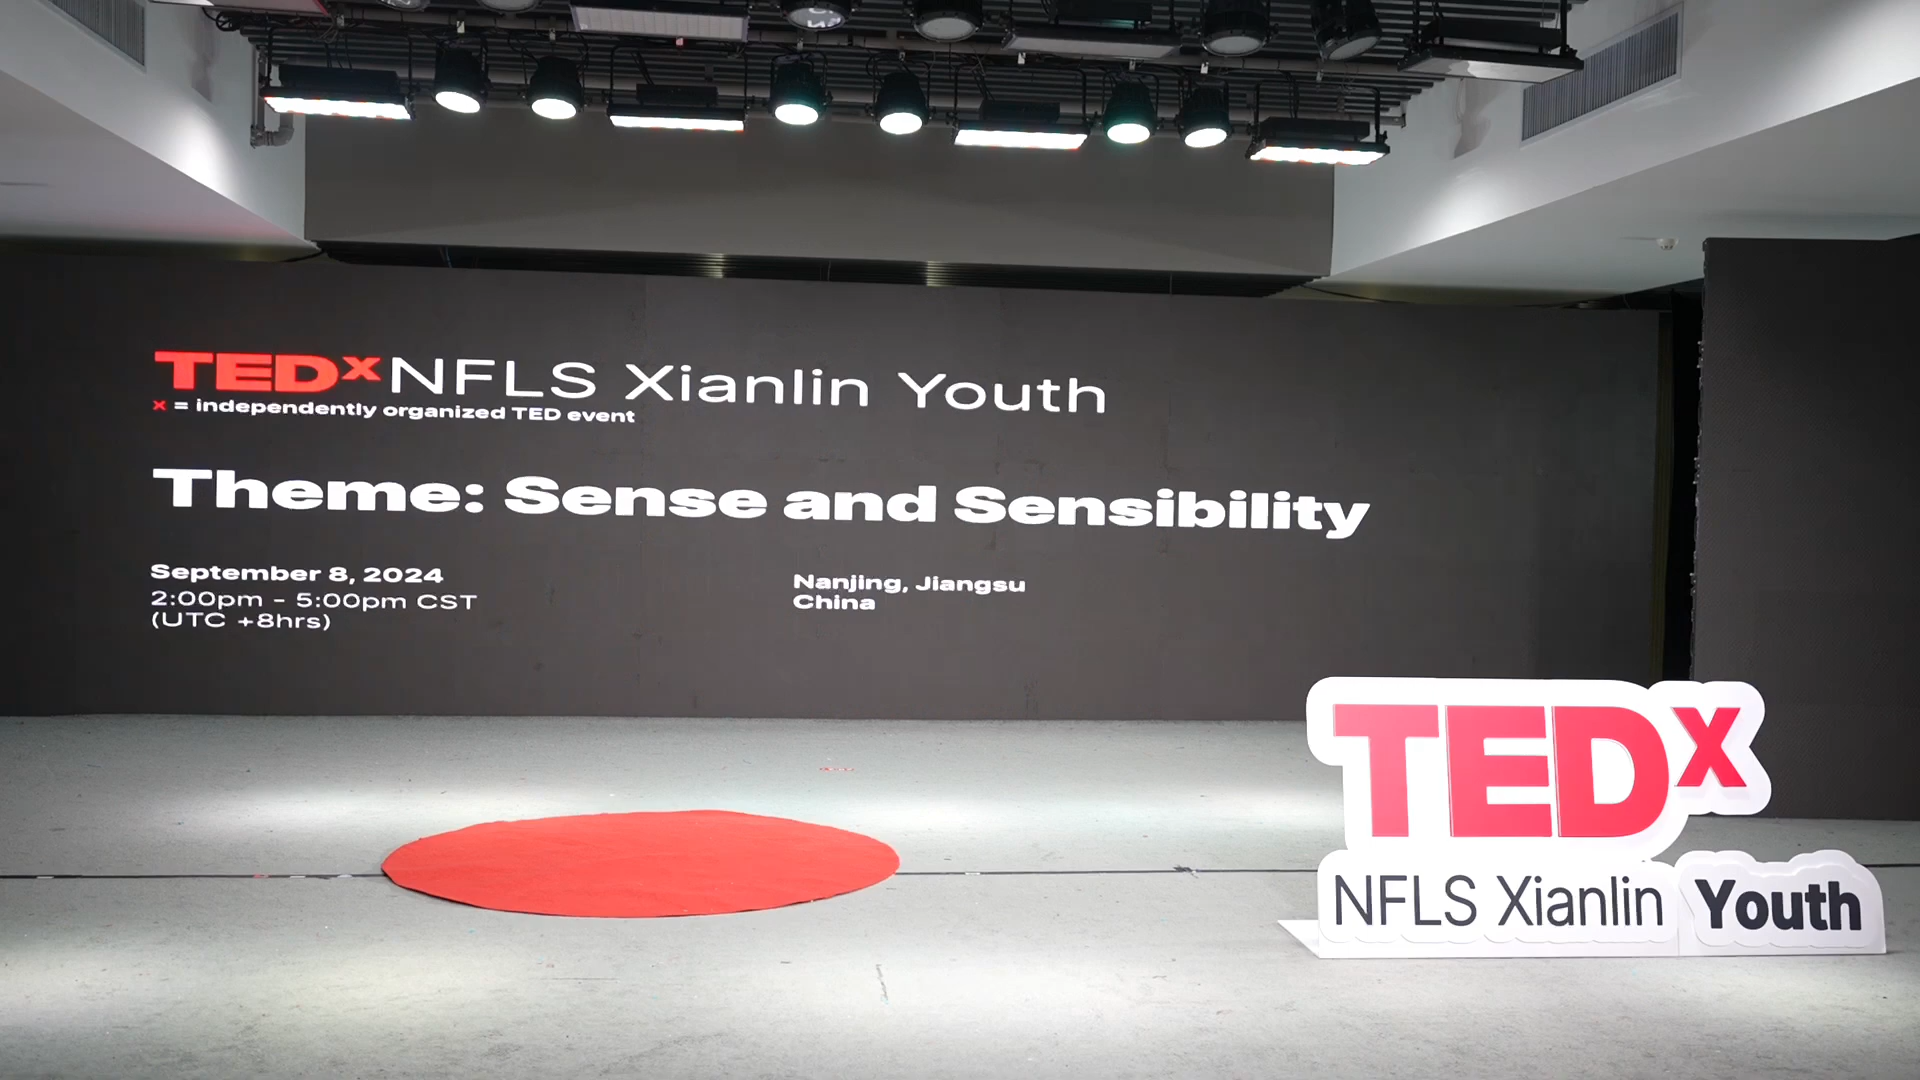 TEDx NFLS Xianlin Youth
x = independently organized TED event
Theme: Sense and Sensibility
September 8, 2024
2:00pm - 5:00pm CST
(UTC +8hrs)
Nanjing, Jiangsu
China
TEDx
NFLS Xianlin Youth